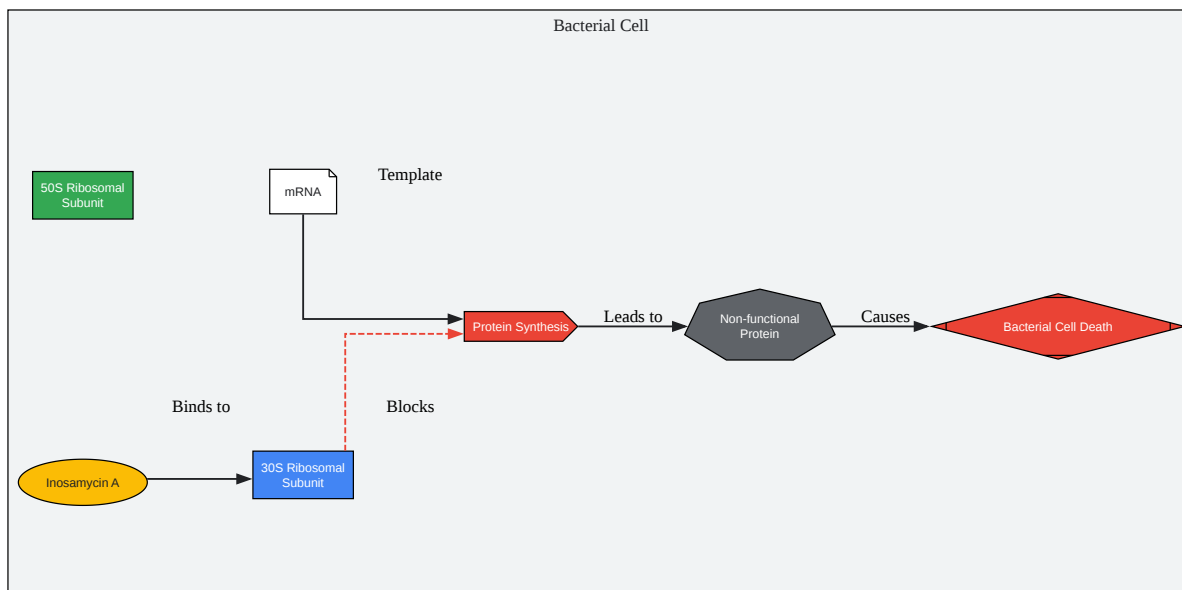 Bacterial Cell
50S Ribosomal
Subunit
mRNA
Template
Protein Synthesis
Leads to
Non-functional
Protein
Causes
Bacterial Cell Death
Binds to
Blocks
Inosamycin A
30S Ribosomal
Subunit